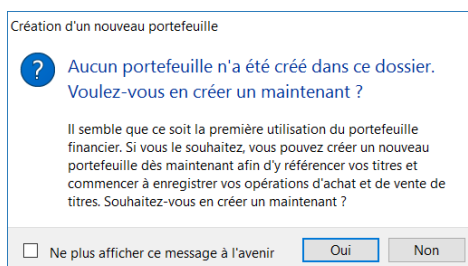 Création d'un nouveau portefeuille
?
Aucun portefeuille n'a été créé dans ce dossier.
Voulez-vous en créer un maintenant ?
Il semble que ce soit la première utilisation du portefeuille
financier. Si vous le souhaitez, vous pouvez créer un nouveau
portefeuille dès maintenant afin d'y référencer vos titres et
commencer à enregistrer vos opérations d'achat et de vente de
titres. Souhaitez-vous en créer un maintenant ?
Ne plus afficher ce message à l'avenir
Oui
Non